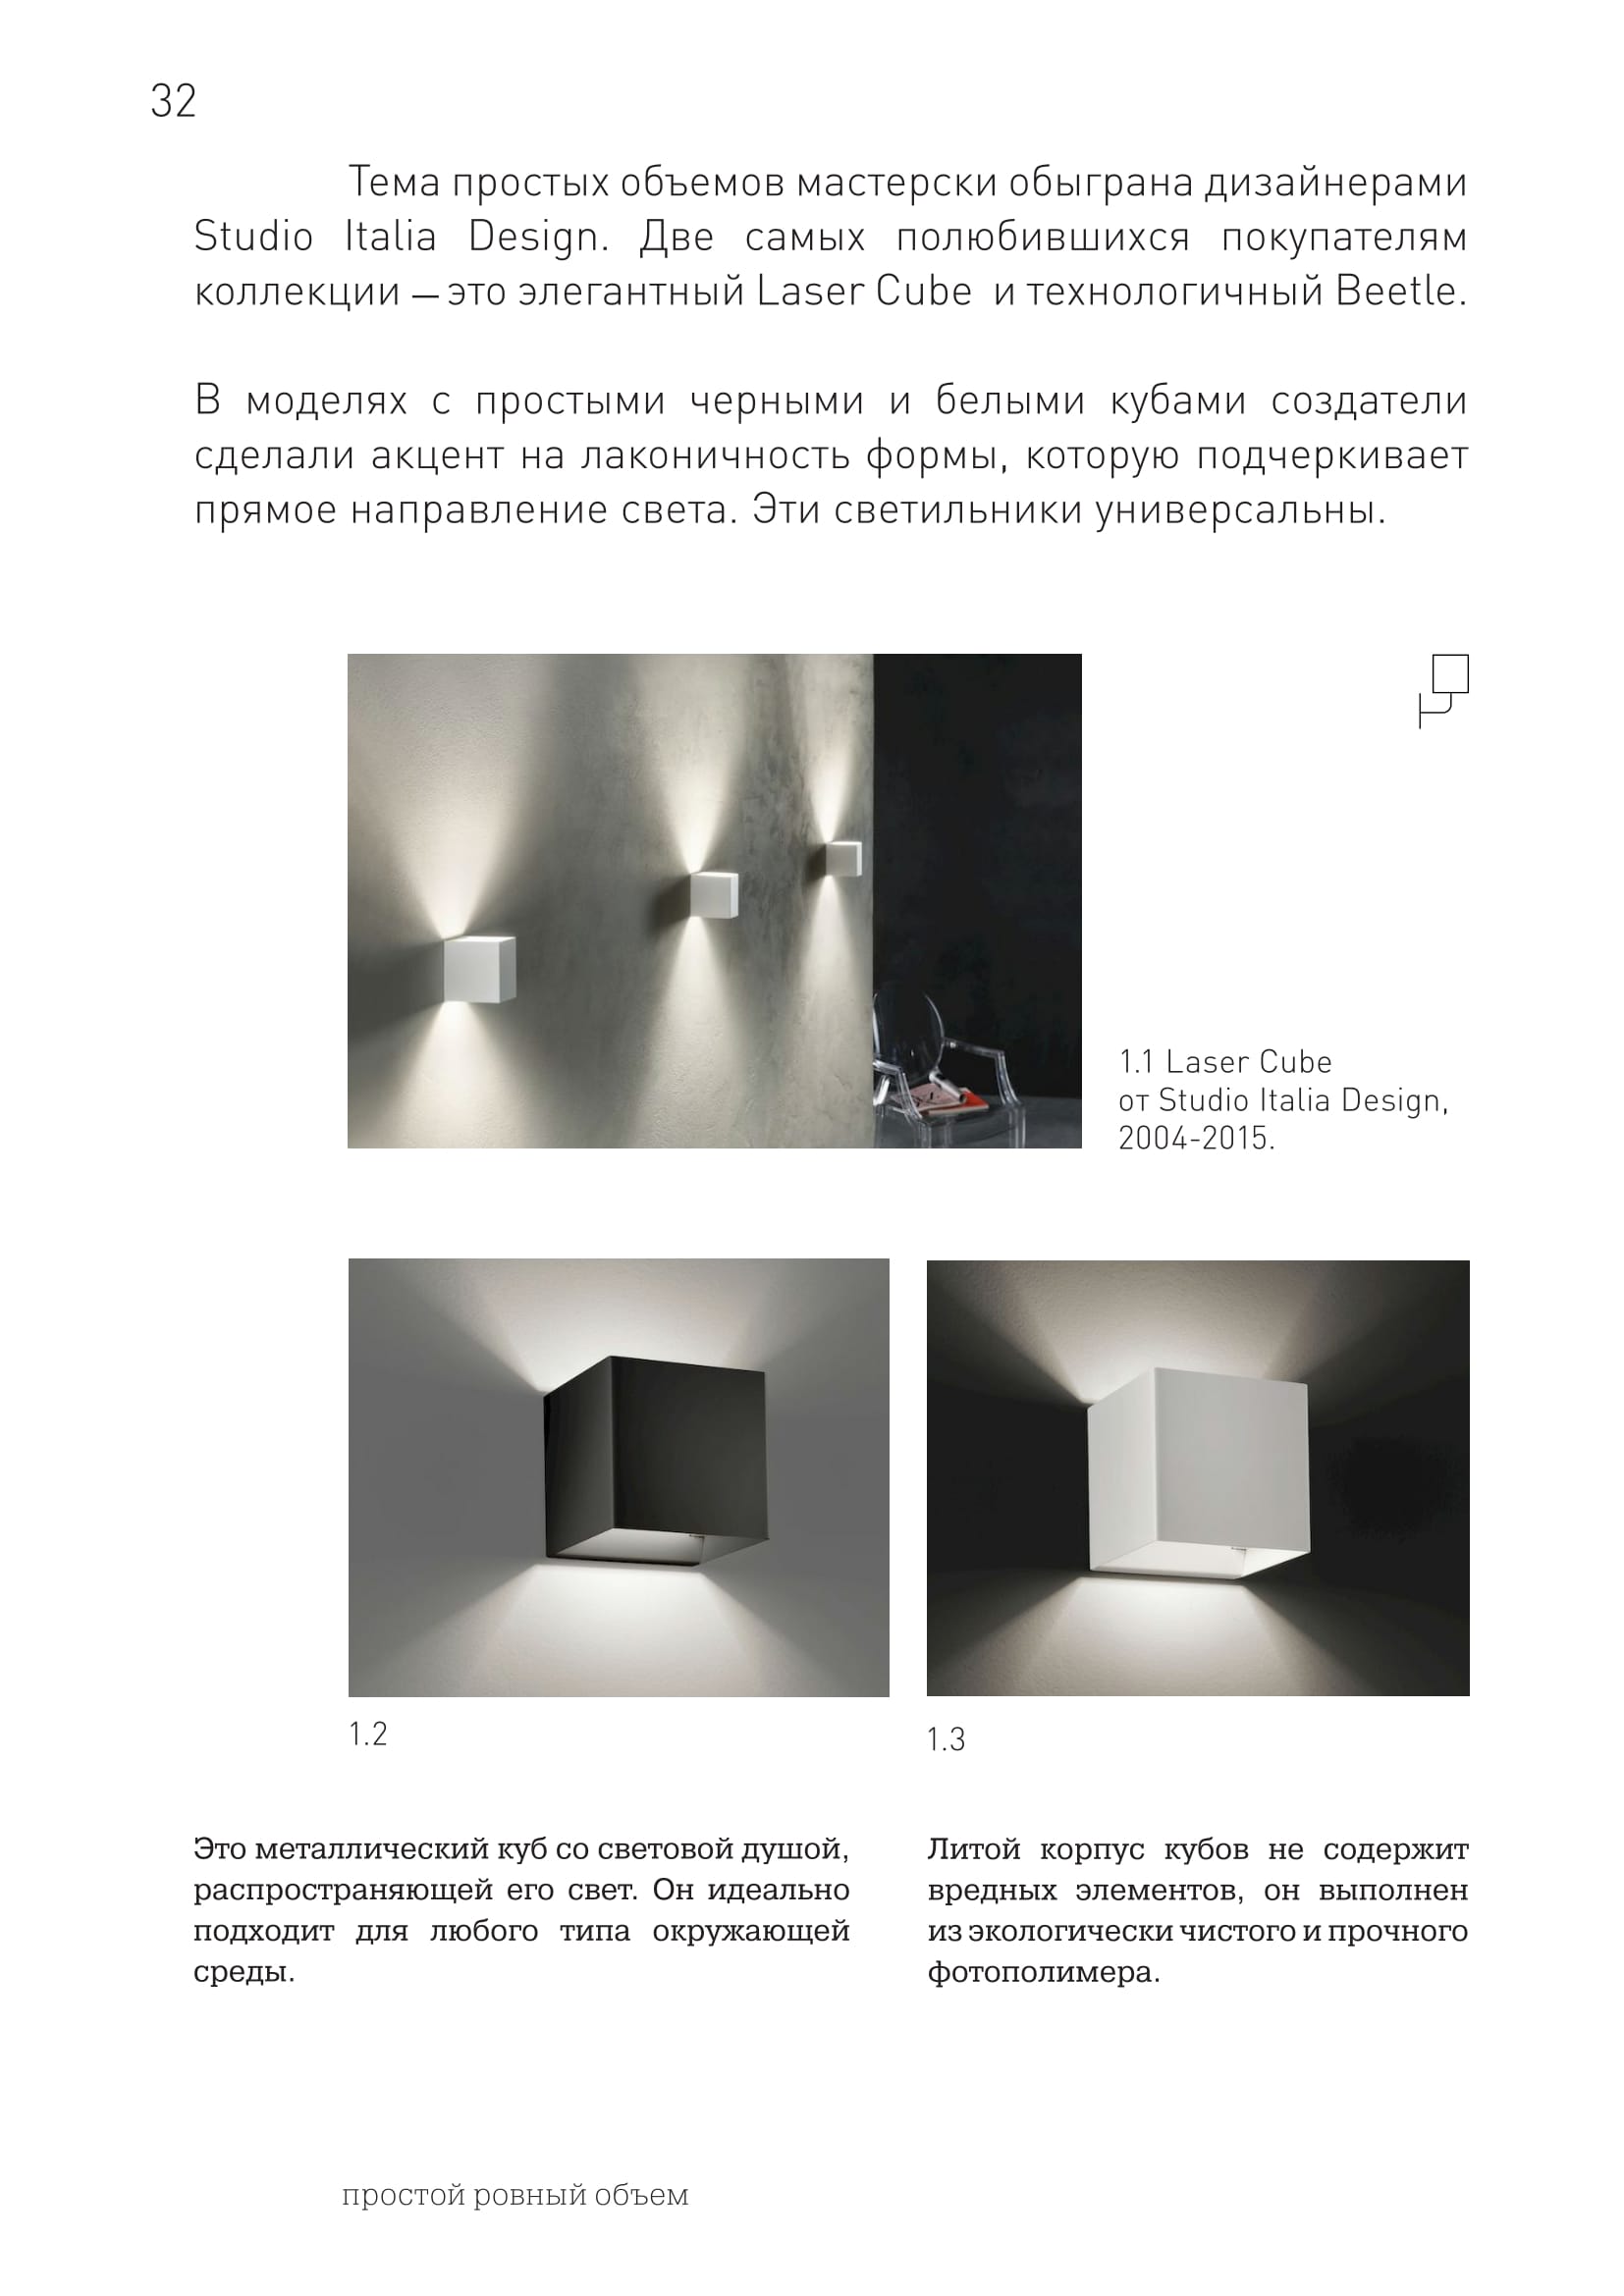 32
Тема простых объемов мастерски обыграна дизайнерами
Studio Italia Design. Две самых полюбившихся покупателям
коллекции — это элегантный Laser Cube и технологичный Beetle.
В моделях с простыми черными и белыми кубами создатели
сделали акцент на лаконичность формы, которую подчеркивает
прямое направление света. Эти светильники универсальны.
1.1 Laser Cube
от Studio Italia Design,
2004-2015.
1.2
1.3
Это металлический куб со световой душой,
распространяющей его свет. Он идеально
подходит для любого типа окружающей
среды.
Литой корпус кубов не содержит
вредных элементов, он выполнен
из экологически чистого и прочного
фотополимера.
простой ровный объем